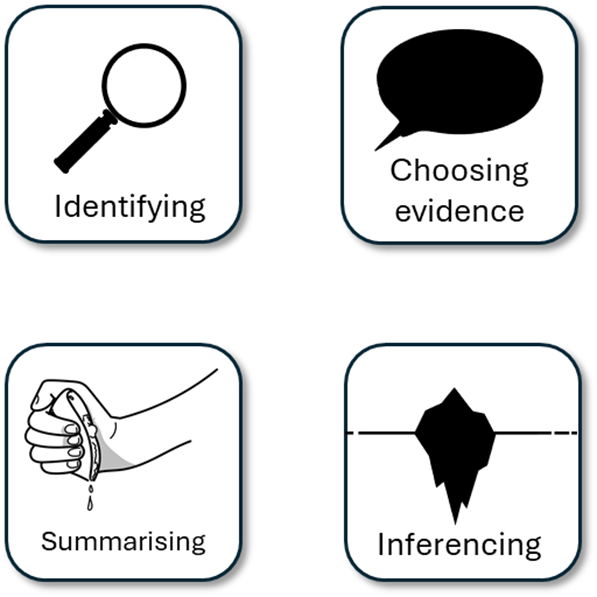 Identifying
Choosing
evidence
Summarising
Inferencing